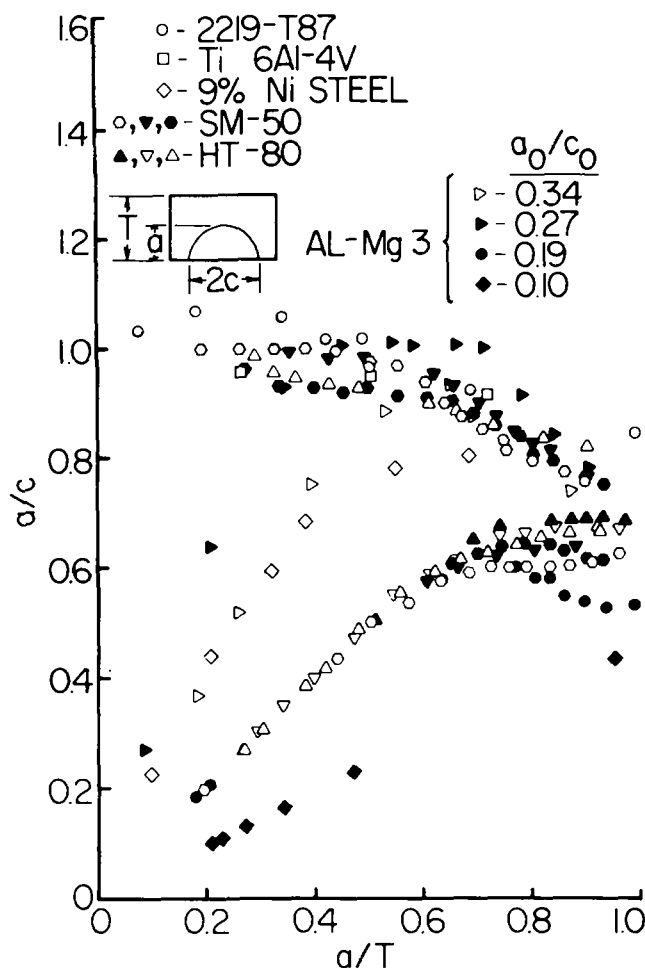 1.6
○ - 2219-T87
□ - Ti 6Al-4V
◇ - 9% Ni STEEL
○,▼,● - SM-50
▲,▽,△ - HT-80
1.4
a0/c0
▷ - 0.34
▶ - 0.27
● - 0.19
◆ - 0.10
AL-Mg 3
T
a
2c
1.2
1.0
0.8
a/c
0.6
0.4
0.2
0
0 0.2 0.4 0.6 0.8 1.0
a/T